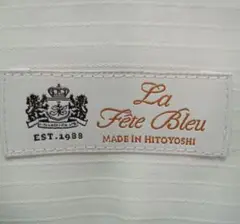 La
Fête Bleu
EST.1988
MADE IN HITOYOSHI